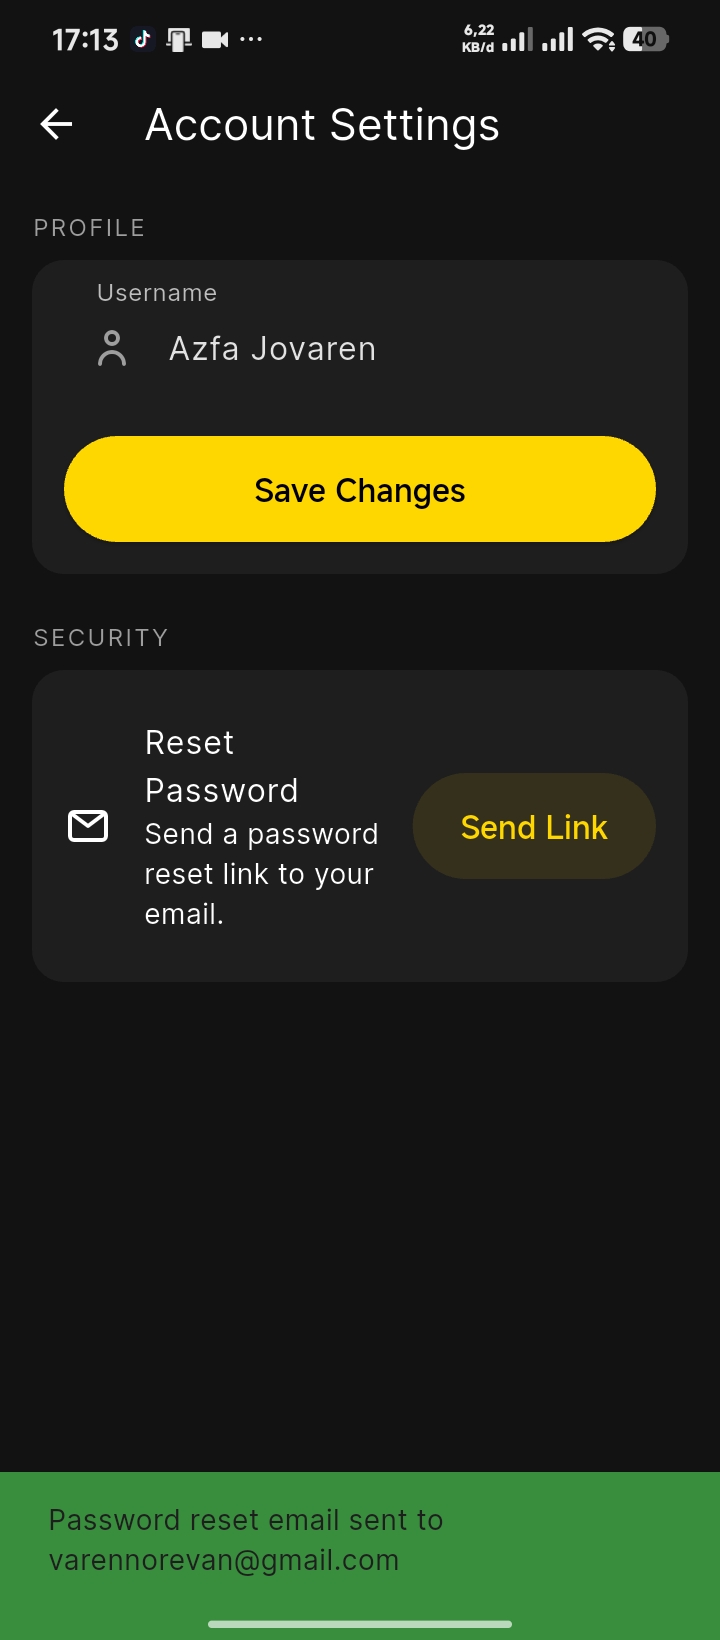 17:13
6,22
KB/d
40
Account Settings
PROFILE
Username
Azfa Jovaren
Save Changes
SECURITY
Reset
Password
Send a password
reset link to your
email.
Send Link
Password reset email sent to
varennorevan@gmail.com